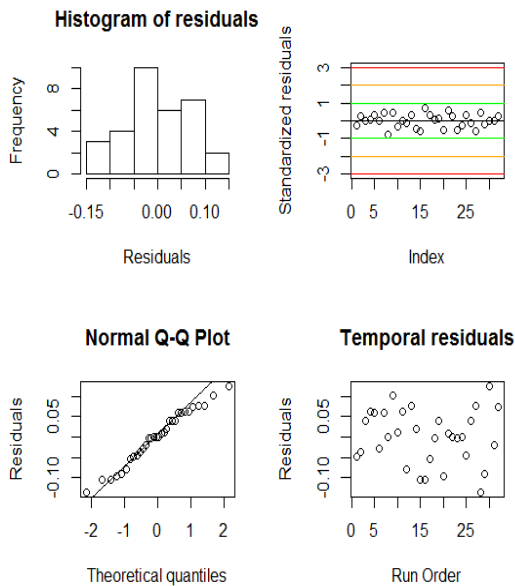 Histogram of residuals
Frequency
8
4
0
-0.15
0.00
0.10
Residuals
Standardized residuals
3
1
-1
-3
0
5
15
25
Index
Normal Q-Q Plot
Residuals
0.05
-0.10
-2
-1
0
1
2
Theoretical quantiles
Temporal residuals
Residuals
0.05
-0.10
0
5
15
25
Run Order